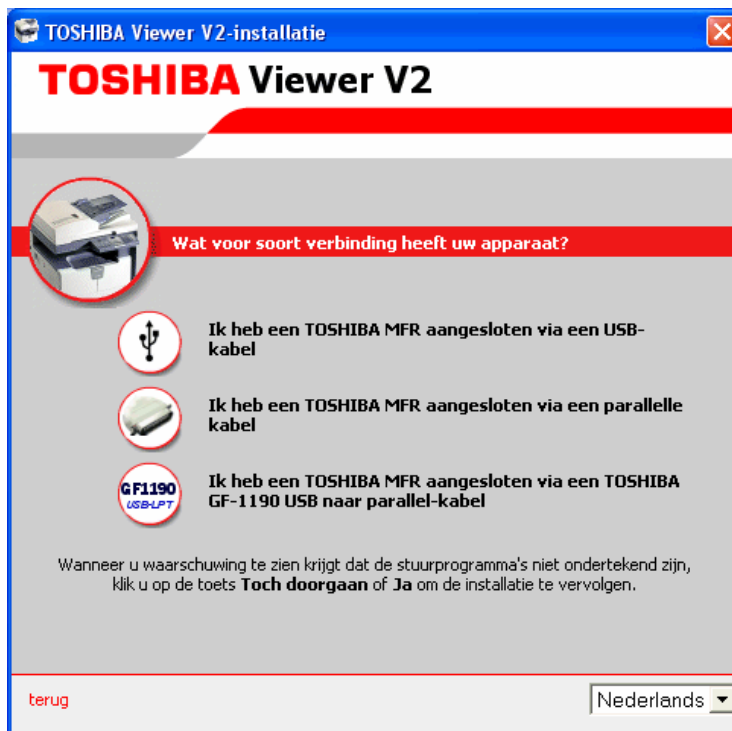 TOSHIBA Viewer V2-installatie
TOSHIBA Viewer V2
Wat voor soort verbinding heeft uw apparaat?
Ik heb een TOSHIBA MFR aangesloten via een USB-
kabel
Ik heb een TOSHIBA MFR aangesloten via een parallelle
kabel
GF1190
USB-LPT
Ik heb een TOSHIBA MFR aangesloten via een TOSHIBA
GF-1190 USB naar parallel-kabel
Wanneer u waarschuwing te zien krijgt dat de stuurprogramma's niet ondertekend zijn,
klik u op de toets Toch doorgaan of Ja om de installatie te vervolgen.
terug
Nederlands